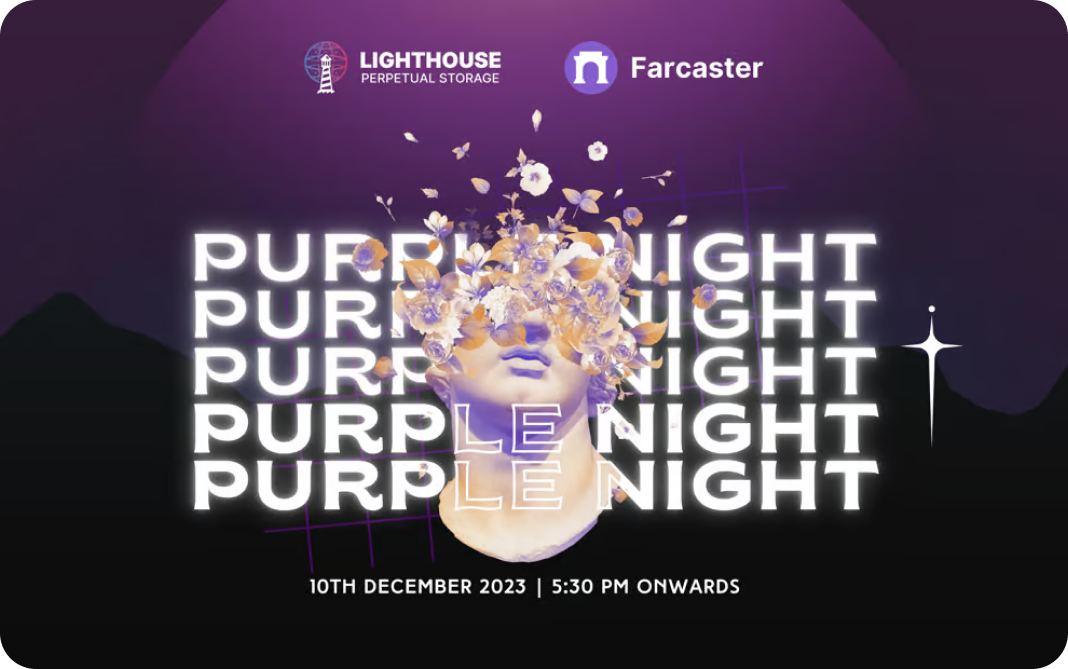 LIGHTHOUSE
PERPETUAL STORAGE
Farcaster
PURPLE NIGHT
PURPLE NIGHT
PURPLE NIGHT
PURPLE NIGHT
PURPLE NIGHT
10TH DECEMBER 2023 | 5:30 PM ONWARDS